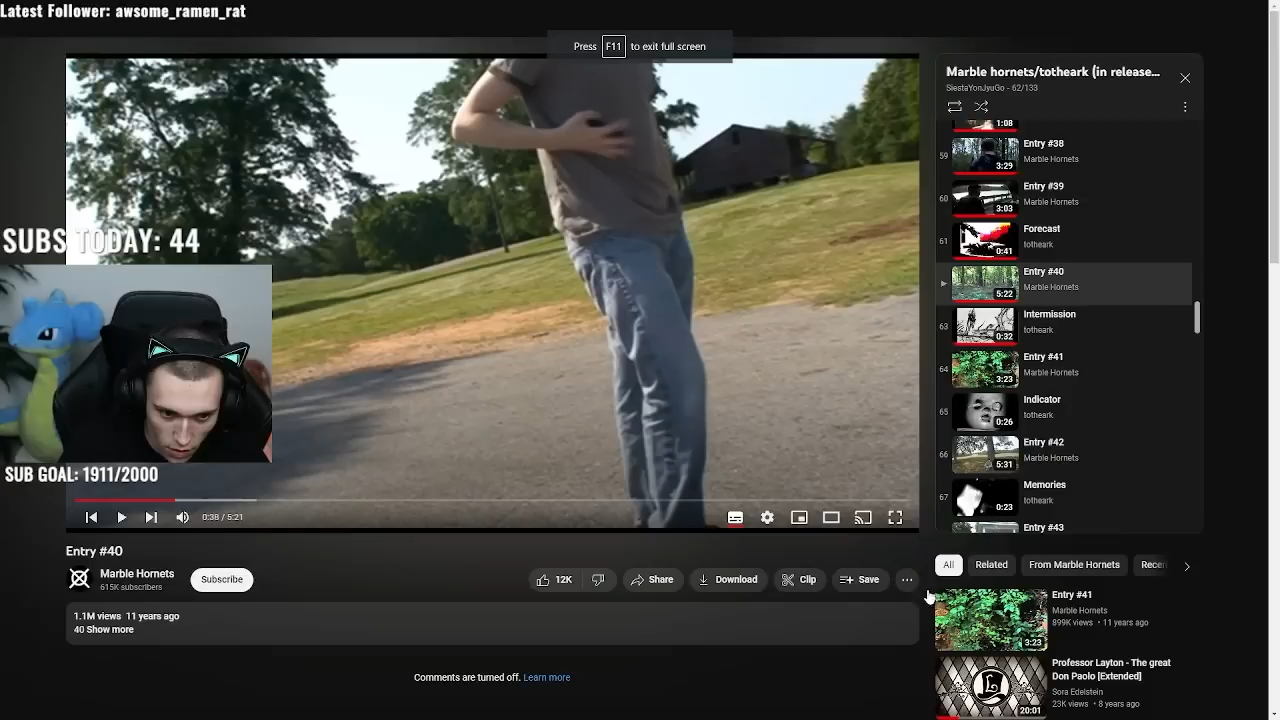 Latest Follower: awsome_ramen_rat
Press F11 to exit full screen
SUBS TODAY: 44
SUB GOAL: 1911/2000
0:38 / 5:21
Entry #40
Marble Hornets
615K subscribers
Subscribe
12K
Share
Download
Clip
Save
1.1M views 11 years ago
40 Show more
Comments are turned off. Learn more
Marble hornets/totheark (in release...
SiestaYonJyuGo - 62/133
1:08
59
3:29
Entry #38
Marble Hornets
60
3:03
Entry #39
Marble Hornets
61
0:41
Forecast
totheark
5:22
Entry #40
Marble Hornets
63
0:32
Intermission
totheark
64
3:23
Entry #41
Marble Hornets
65
0:26
Indicator
totheark
66
5:31
Entry #42
Marble Hornets
67
0:23
Memories
totheark
Entry #43
All
Related
From Marble Hornets
Recen
3:23
Entry #41
Marble Hornets
899K views • 11 years ago
20:01
Professor Layton - The great
Don Paolo [Extended]
Sora Edelstein
23K views • 8 years ago